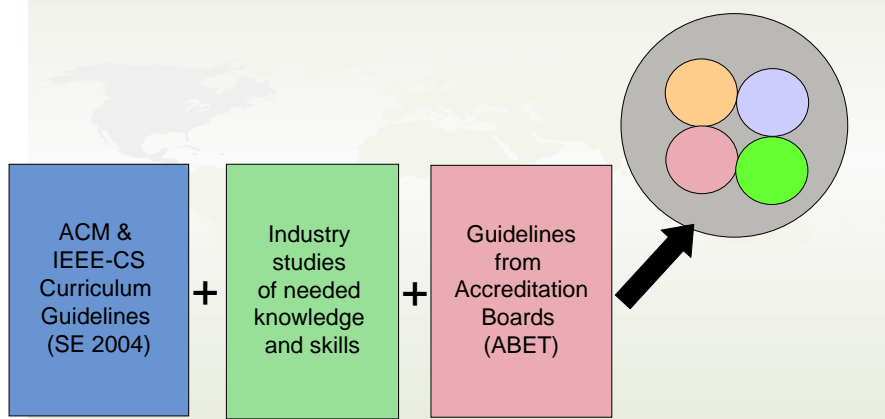 ACM &
IEEE-CS
Curriculum
Guidelines
(SE 2004)
+
Industry
studies
of needed
knowledge
and skills
+
Guidelines
from
Accreditation
Boards
(ABET)